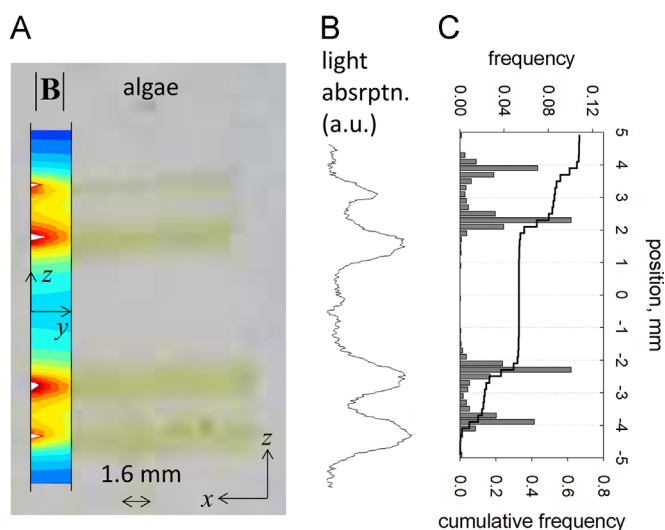 A
|B|
algae
z
y
1.6 mm
z
x
B
light
absrptn.
(a.u.)
C
frequency
0.00
0.04
0.08
0.12
5
4
3
2
1
0
-1
-2
-3
-4
-5
position, mm
0.0
0.2
0.4
0.6
0.8
cumulative frequency